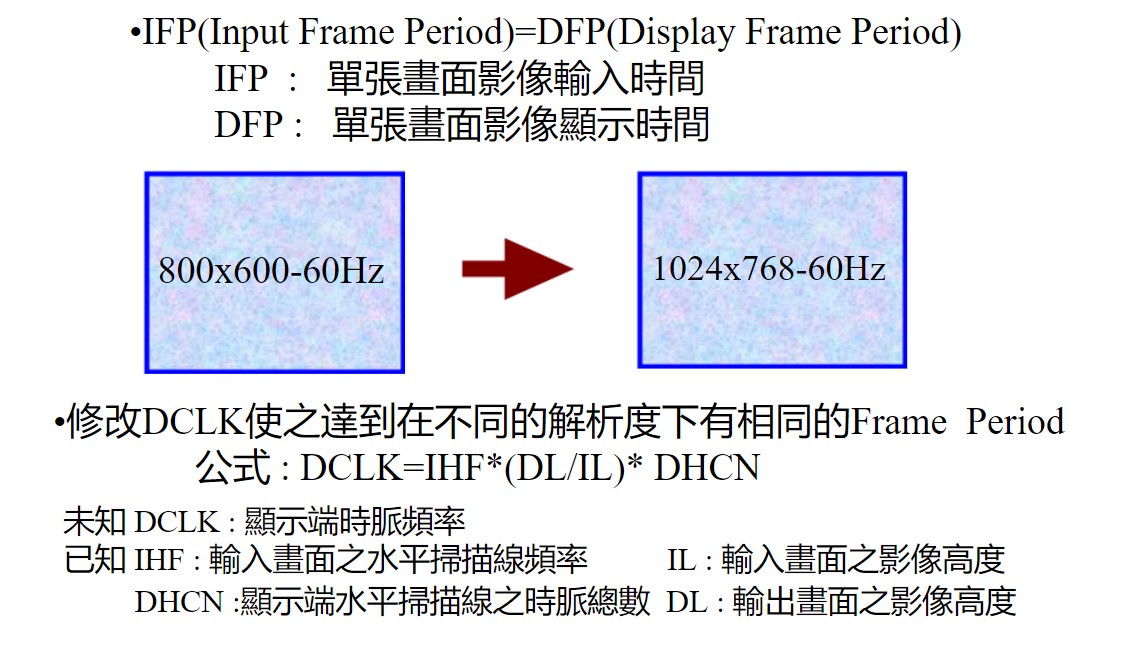 •IFP(Input Frame Period)=DFP(Display Frame Period)
IFP : 單張畫面影像輸入時間
DFP : 單張畫面影像顯示時間
800x600-60Hz
1024x768-60Hz
•修改DCLK使之達到在不同的解析度下有相同的Frame Period
公式 : DCLK=IHF*(DL/IL)* DHCN
未知 DCLK : 顯示端時脈頻率
已知 IHF : 輸入畫面之水平掃描線頻率 IL : 輸入畫面之影像高度
DHCN :顯示端水平掃描線之時脈總數 DL : 輸出畫面之影像高度